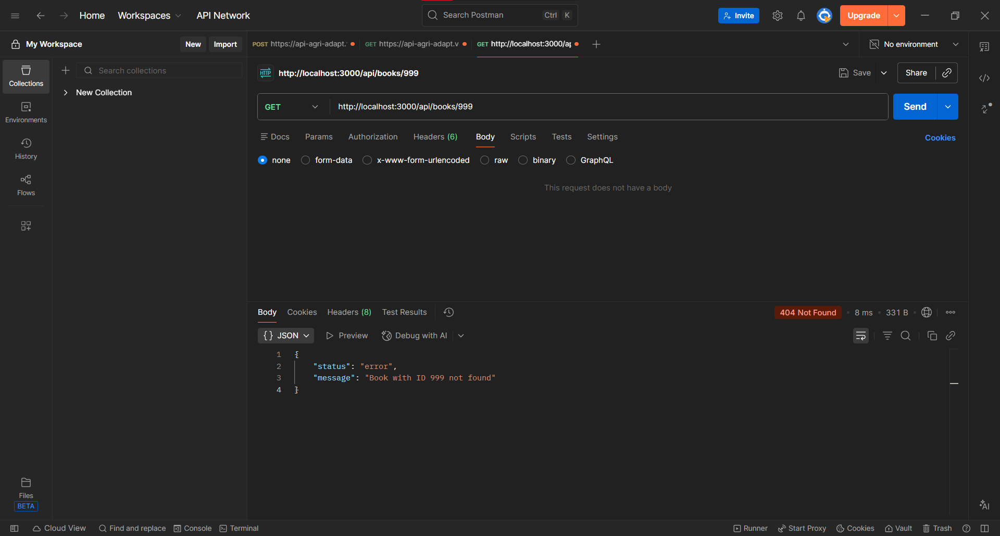 Home Workspaces API Network
Search Postman Ctrl K
Invite Upgrade
My Workspace New Import
POST https://api-agri-adapt. GET https://api-agri-adapt.v GET http://localhost:3000/ap
No environment
Collections
Search collections
New Collection
Environments
History
Flows
Files
BETA
HTTP http://localhost:3000/api/books/999
Save Share
GET http://localhost:3000/api/books/999
Send
Docs Params Authorization Headers (6) Body Scripts Tests Settings
Cookies
none form-data x-www-form-urlencoded raw binary GraphQL
This request does not have a body
Body Cookies Headers (8) Test Results
404 Not Found • 8 ms • 331 B
{} JSON Preview Debug with AI
1 {
2 "status": "error",
3 "message": "Book with ID 999 not found"
4 }
AI
Cloud View Find and replace Console Terminal
Runner Start Proxy Cookies Vault Trash